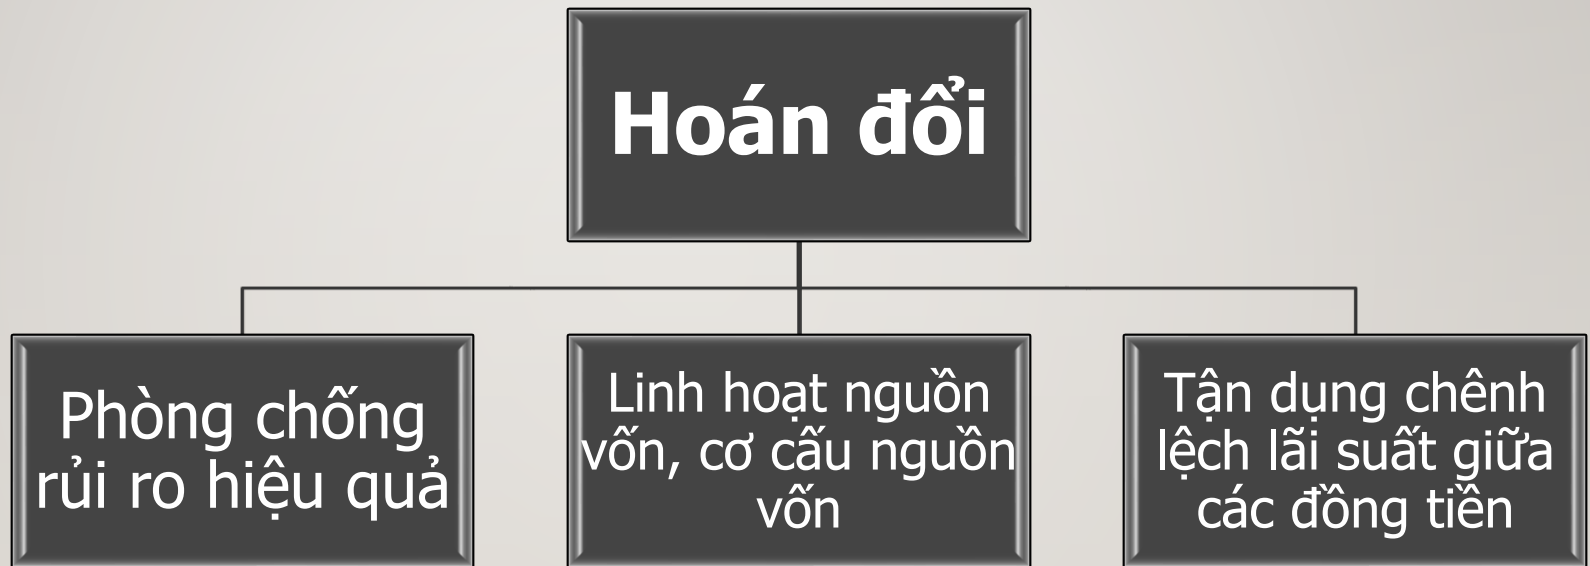 Hoán đổi
Phòng chống
rủi ro hiệu quả
Linh hoạt nguồn
vốn, cơ cấu nguồn
vốn
Tận dụng chênh
lệch lãi suất giữa
các đồng tiền